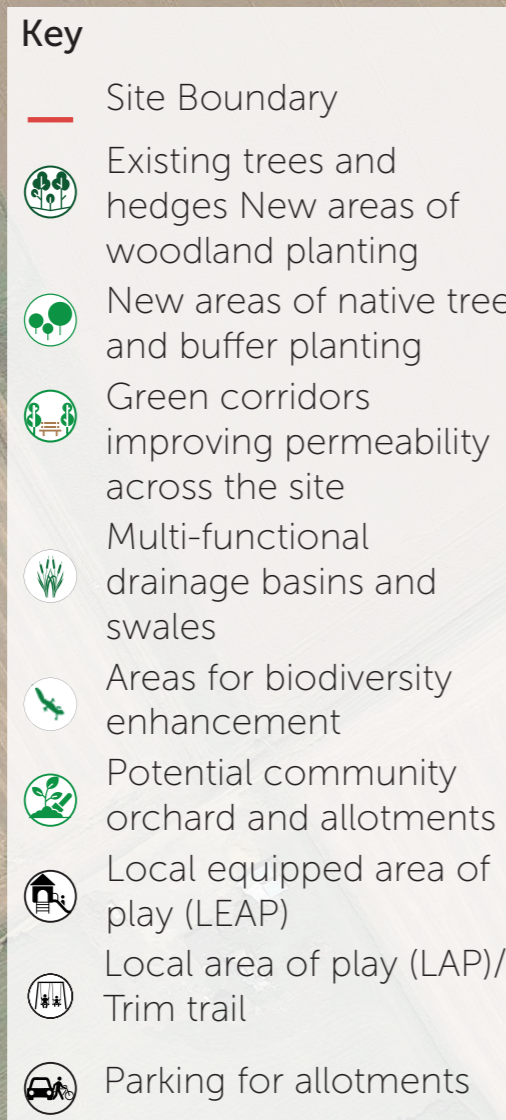 Key
Site Boundary
Existing trees and
hedges New areas of
woodland planting
New areas of native tree
and buffer planting
Green corridors
improving permeability
across the site
Multi-functional
drainage basins and
swales
Areas for biodiversity
enhancement
Potential community
orchard and allotments
Local equipped area of
play (LEAP)
Local area of play (LAP)/
Trim trail
Parking for allotments